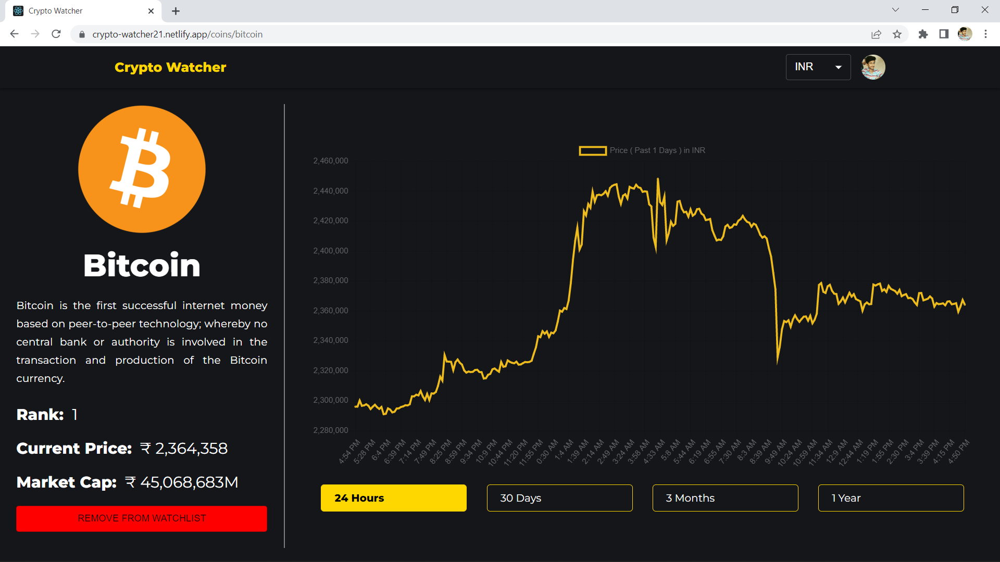 Crypto Watcher
crypto-watcher21.netlify.app/coins/bitcoin
Crypto Watcher
INR
Bitcoin
Bitcoin is the first successful internet money
based on peer-to-peer technology; whereby no
central bank or authority is involved in the
transaction and production of the Bitcoin
currency.
Rank: 1
Current Price: ₹ 2,364,358
Market Cap: ₹ 45,068,683M
REMOVE FROM WATCHLIST
Price ( Past 1 Days ) in INR
2,460,000
2,440,000
2,420,000
2,400,000
2,380,000
2,360,000
2,340,000
2,320,000
2,300,000
2,280,000
4:54 PM
5:28 PM
6:4 PM
6:39 PM
7:14 PM
7:49 PM
8:25 PM
8:59 PM
9:34 PM
10:9 PM
10:44 PM
11:20 PM
11:55 PM
0:30 AM
1:4 AM
1:39 AM
2:14 AM
2:49 AM
3:24 AM
3:58 AM
4:33 AM
5:8 AM
5:44 AM
6:19 AM
6:55 AM
7:30 AM
8:3 AM
8:39 AM
9:49 AM
10:24 AM
10:59 AM
11:34 AM
12:9 AM
12:44 AM
1:19 PM
1:55 PM
2:30 PM
3:4 PM
3:39 PM
4:15 PM
4:50 PM
24 Hours
30 Days
3 Months
1 Year